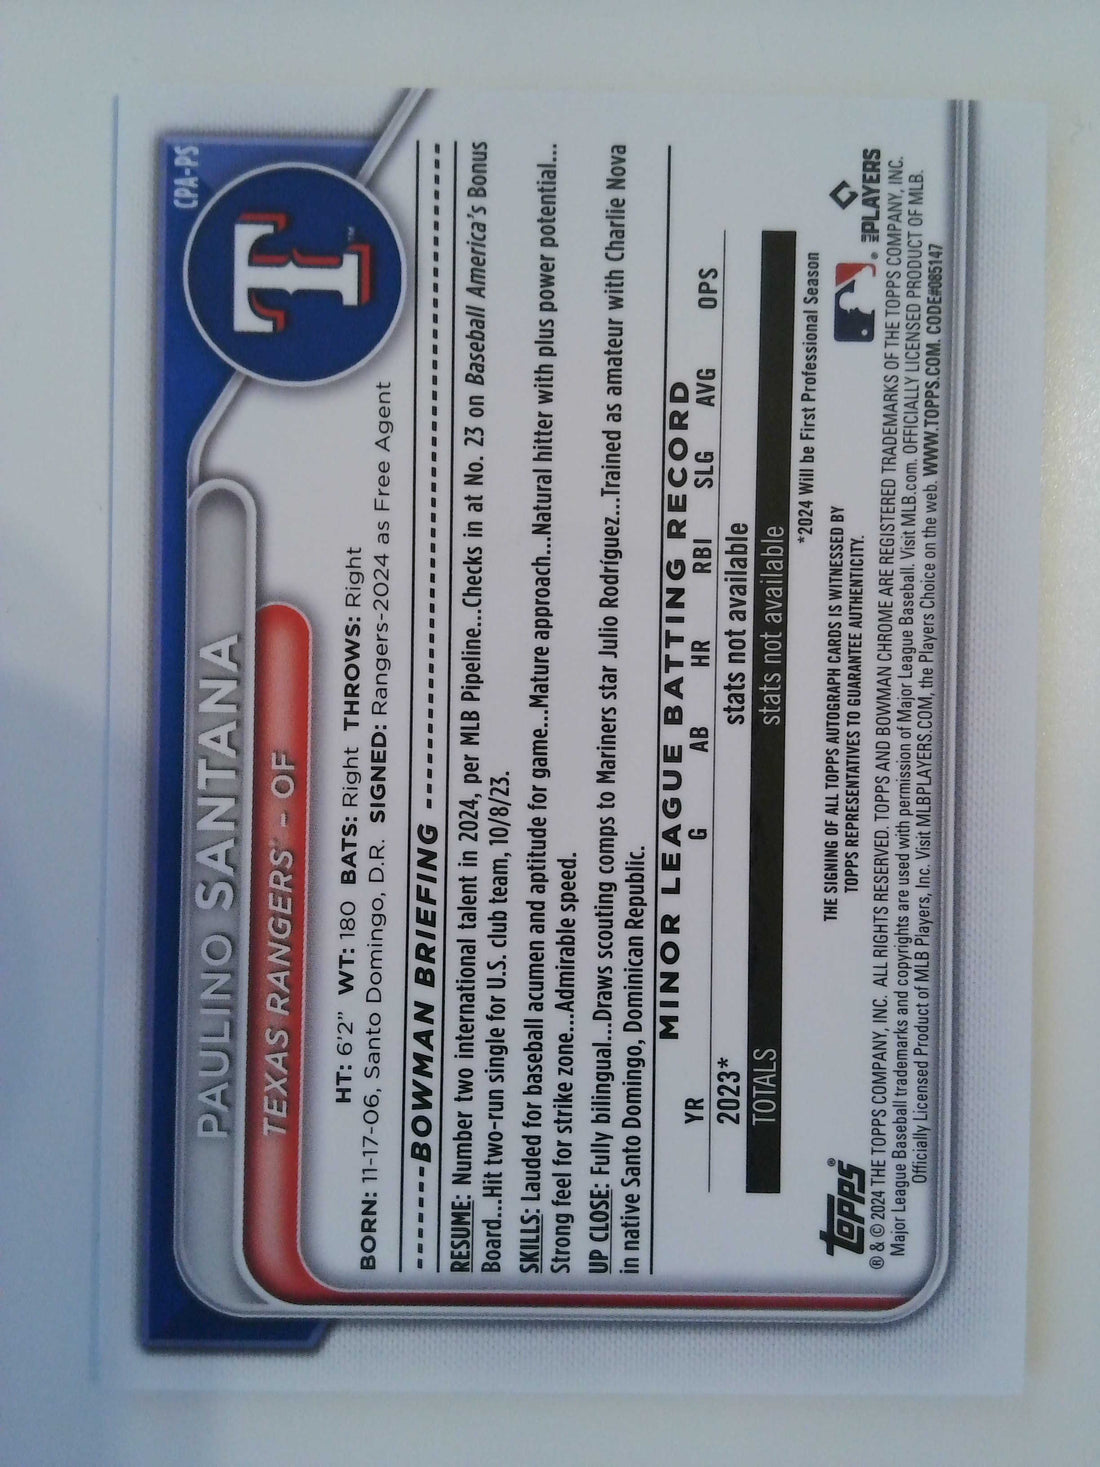 CPA-PS
T
PAULINO SANTANA
TEXAS RANGERS™ - OF
HT: 6'2" WT: 180 BATS: Right THROWS: Right
BORN: 11-17-06, Santo Domingo, D.R. SIGNED: Rangers-2024 as Free Agent
BOWMAN BRIEFING
RESUME: Number two international talent in 2024, per MLB Pipeline...Checks in at No. 23 on Baseball America's Bonus
Board...Hit two-run single for U.S. club team, 10/8/23.
SKILLS: Lauded for baseball acumen and aptitude for game...Mature approach...Natural hitter with plus power potential...
Strong feel for strike zone...Admirable speed.
UP CLOSE: Fully bilingual...Draws scouting comps to Mariners star Julio Rodríguez...Trained as amateur with Charlie Nova
in native Santo Domingo, Dominican Republic.
MINOR LEAGUE BATTING RECORD
YR G AB HR RBI SLG AVG OPS
2023* stats not available
TOTALS stats not available
*2024 Will be First Professional Season
THE SIGNING OF ALL TOPPS AUTOGRAPH CARDS IS WITNESSED BY
TOPPS REPRESENTATIVES TO GUARANTEE AUTHENTICITY.
Topps®
MLB PLAYERS
® & © 2024 THE TOPPS COMPANY, INC. ALL RIGHTS RESERVED. TOPPS AND BOWMAN CHROME ARE REGISTERED TRADEMARKS OF THE TOPPS COMPANY, INC.
Major League Baseball trademarks and copyrights are used with permission of Major League Baseball. Visit MLB.com. OFFICIALLY LICENSED PRODUCT OF MLB.
Officially Licensed Product of MLB Players, Inc. Visit MLBPLAYERS.COM, the Players Choice on the web. WWW.TOPPS.COM. CODE#085147